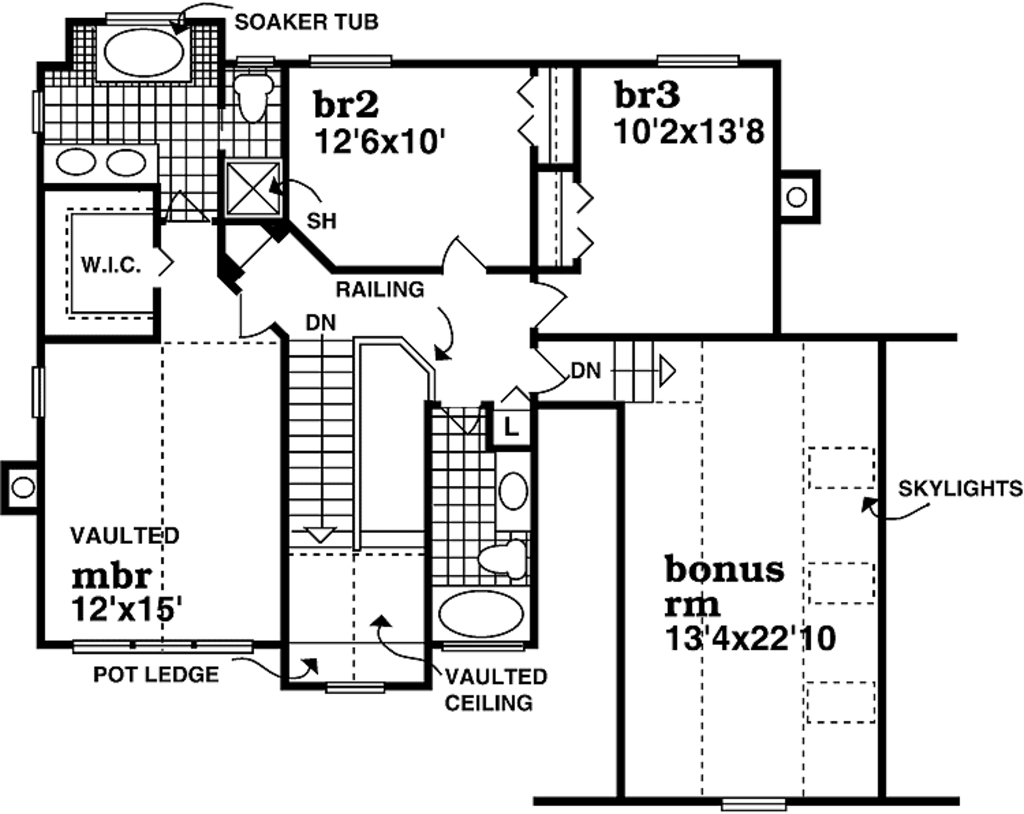 SOAKER TUB
br2
12'6x10'
br3
10'2x13'8
SH
W.I.C.
RAILING
DN
DN
L
SKYLIGHTS
VAULTED
mbr
12'x15'
bonus
rm
13'4x22'10
POT LEDGE
VAULTED
CEILING